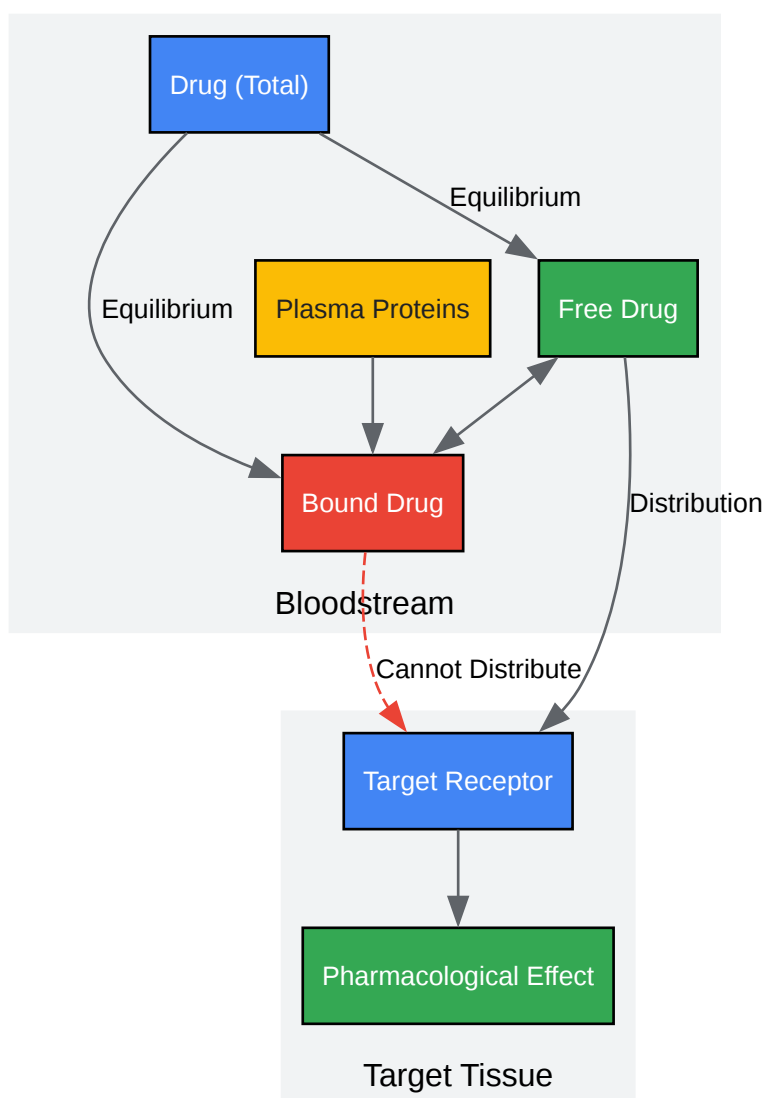 Drug (Total)
Equilibrium
Equilibrium
Plasma Proteins
Free Drug
Bound Drug
Distribution
Bloodstream
Cannot Distribute
Target Receptor
Pharmacological Effect
Target Tissue